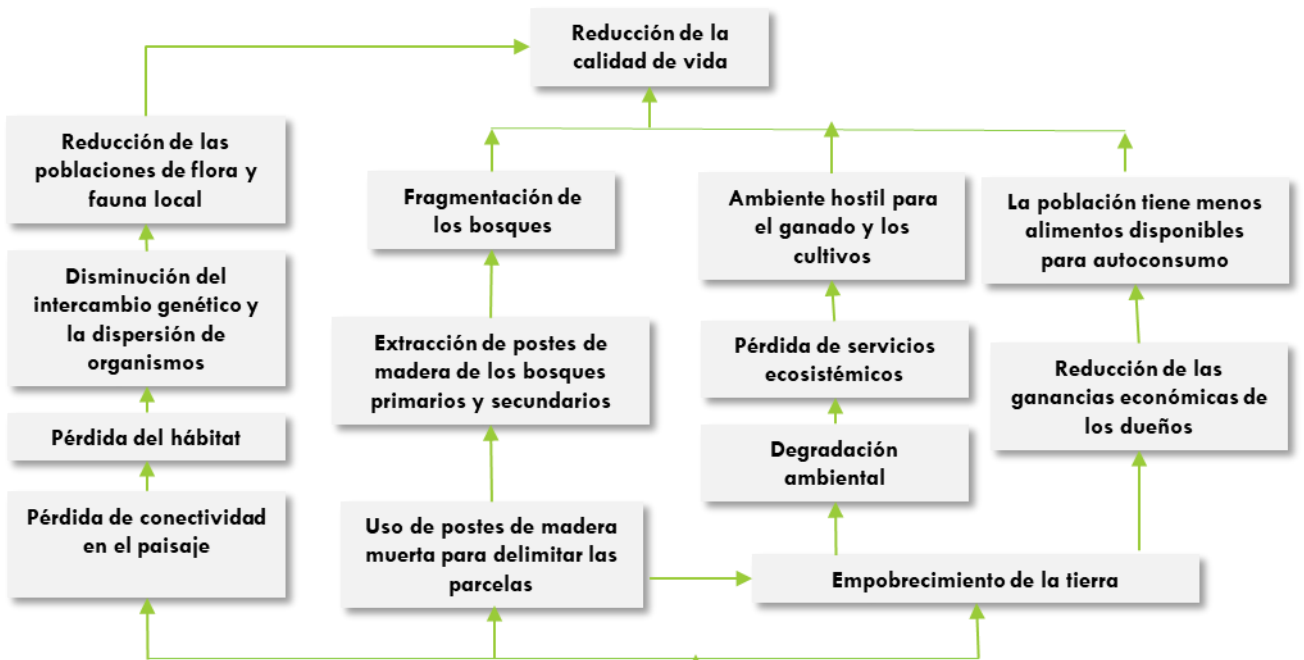 Reducción de la
calidad de vida
Reducción de las
poblaciones de flora y
fauna local
Fragmentación de
los bosques
Ambiente hostil para
el ganado y los
cultivos
La población tiene menos
alimentos disponibles
para autoconsumo
Disminución del
intercambio genético y
la dispersión de
organismos
Extracción de postes de
madera de los bosques
primarios y secundarios
Pérdida de servicios
ecosistémicos
Reducción de las
ganancias económicas de
los dueños
Pérdida del hábitat
Degradación
ambiental
Pérdida de conectividad
en el paisaje
Uso de postes de madera
muerta para delimitar las
parcelas
Empobrecimiento de la tierra